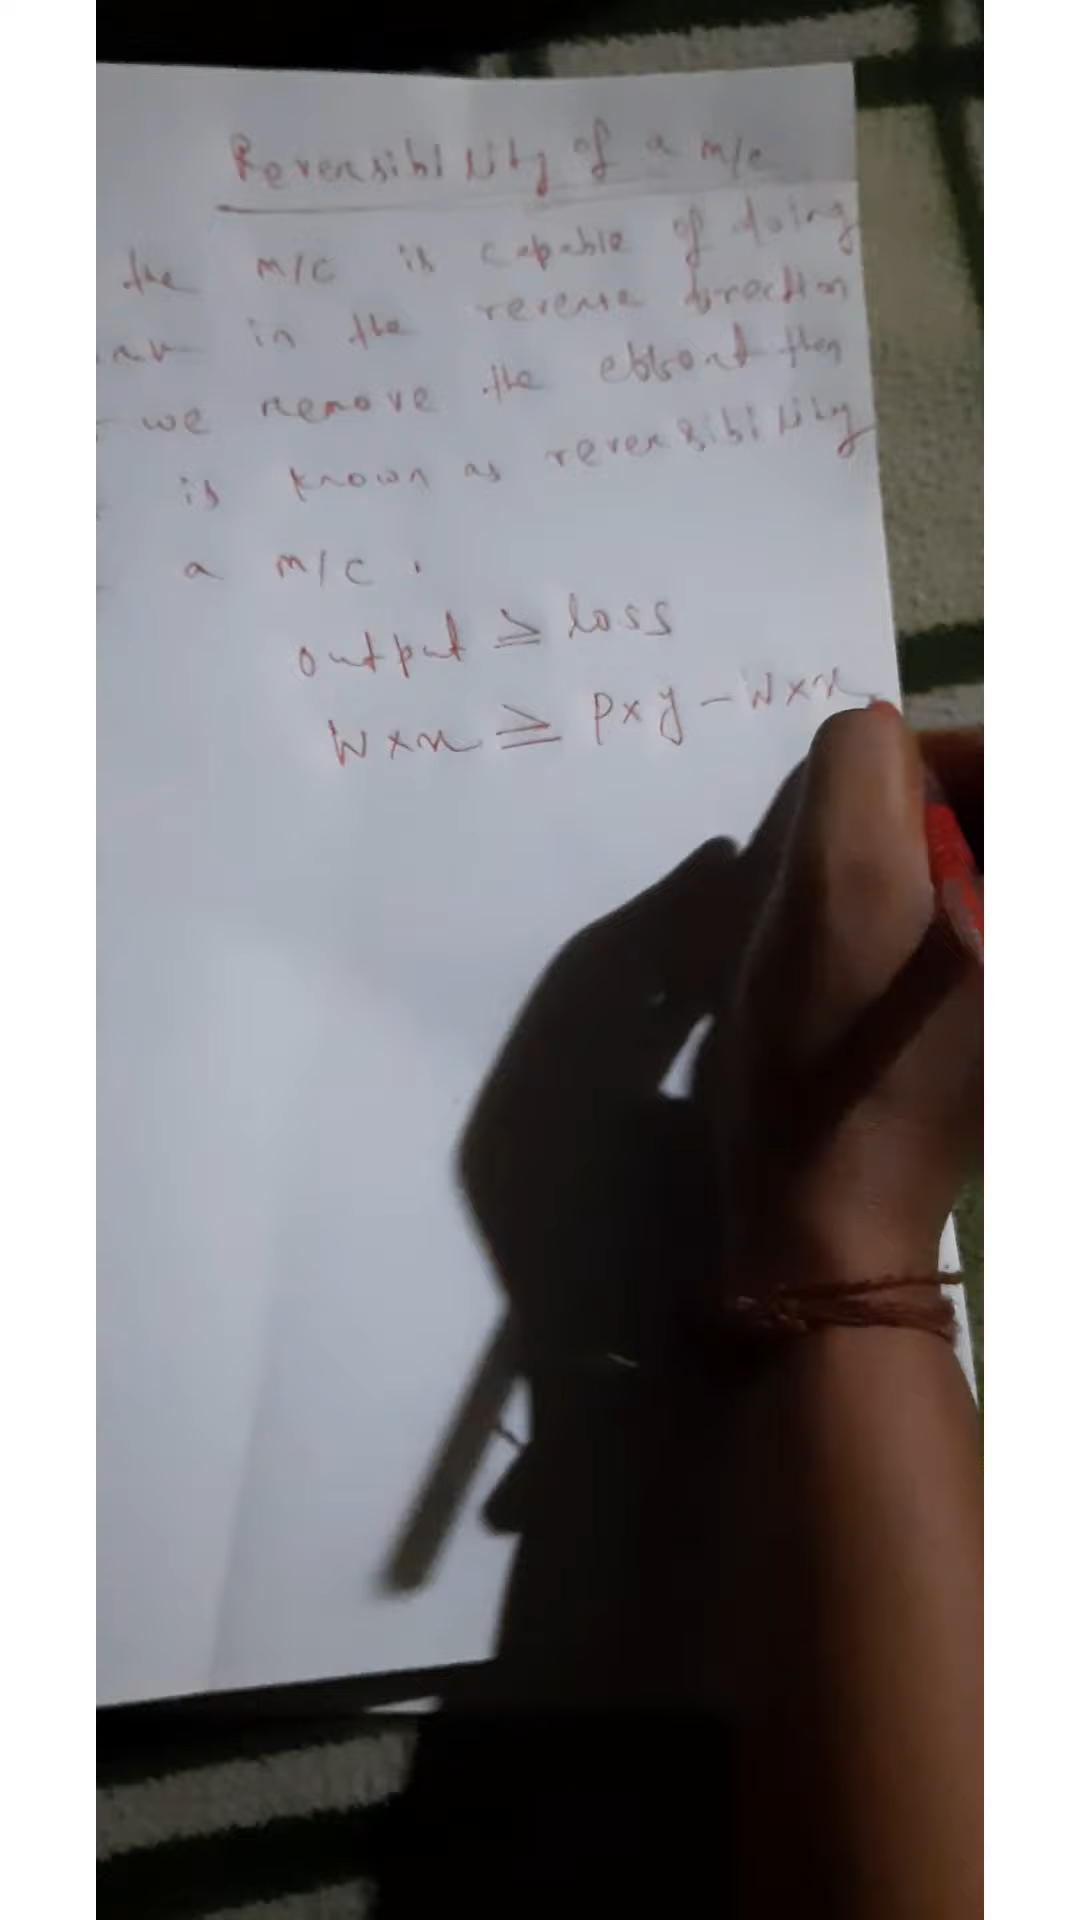 Reversibility of a m/c
the m/c is capable of doing
in the reverse direction
we remove the effort then
is known as reversibility
a m/c .
output ≥ loss
W×x ≥ P×y - W×x